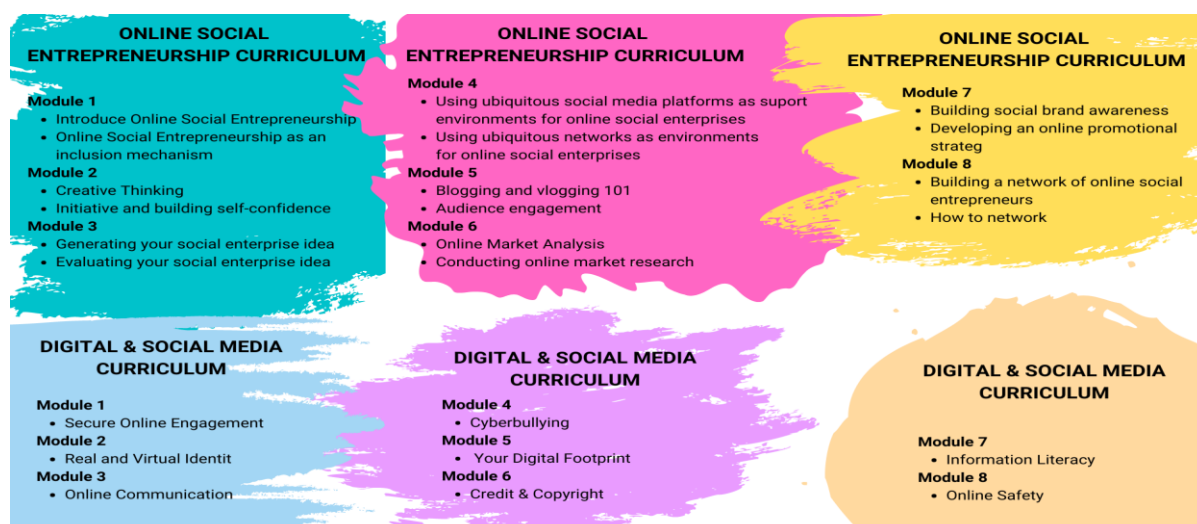 ONLINE SOCIAL
ENTREPRENEURSHIP CURRICULUM
Module 1
• Introduce Online Social Entrepreneurship
• Online Social Entrepreneurship as an
inclusion mechanism
Module 2
• Creative Thinking
• Initiative and building self-confidence
Module 3
• Generating your social enterprise idea
• Evaluating your social enterprise idea
ONLINE SOCIAL
ENTREPRENEURSHIP CURRICULUM
Module 4
• Using ubiquitous social media platforms as suport
environments for online social enterprises
• Using ubiquitous networks as environments
for online social enterprises
Module 5
• Blogging and vlogging 101
• Audience engagement
Module 6
• Online Market Analysis
• Conducting online market research
ONLINE SOCIAL
ENTREPRENEURSHIP CURRICULUM
Module 7
• Building social brand awareness
• Developing an online promotional
strateg
Module 8
• Building a network of online social
entrepreneurs
• How to network
DIGITAL & SOCIAL MEDIA
CURRICULUM
Module 1
• Secure Online Engagement
Module 2
• Real and Virtual Identit
Module 3
• Online Communication
DIGITAL & SOCIAL MEDIA
CURRICULUM
Module 4
• Cyberbullying
Module 5
• Your Digital Footprint
Module 6
• Credit & Copyright
DIGITAL & SOCIAL MEDIA
CURRICULUM
Module 7
• Information Literacy
Module 8
• Online Safety